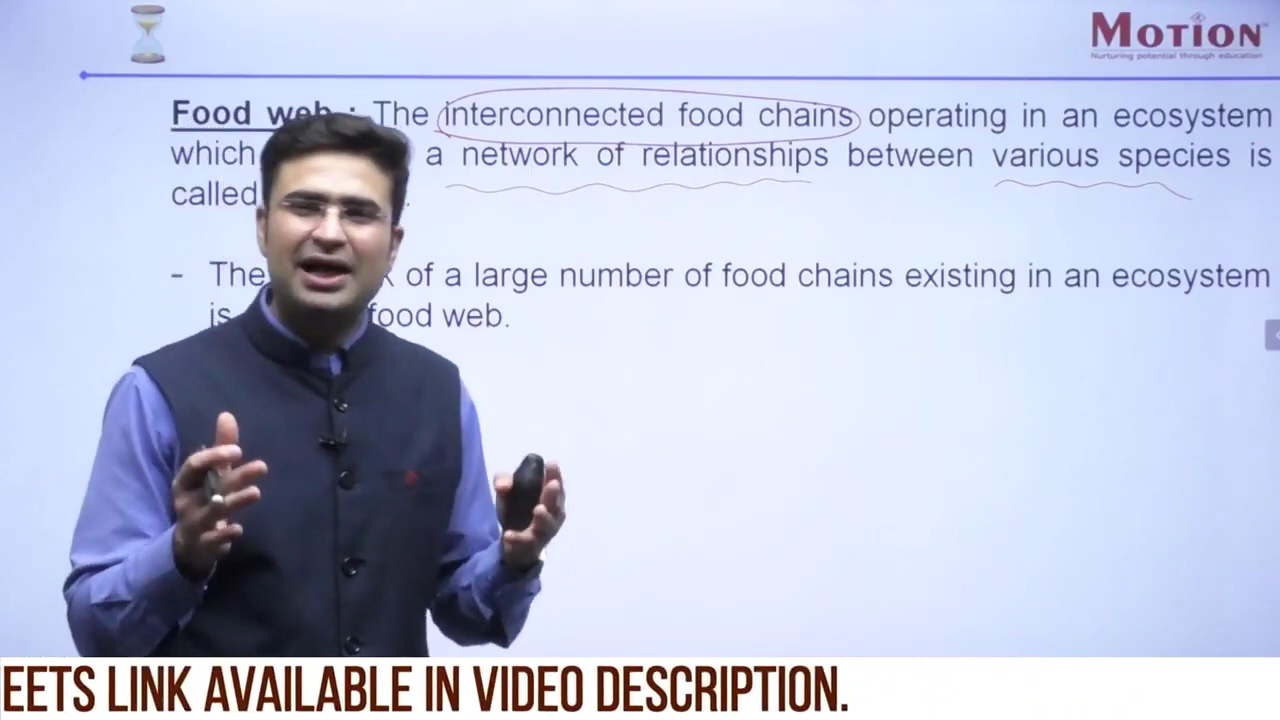 MOTION
Nurturing potential through education
Food web : The interconnected food chains operating in an ecosystem
which a network of relationships between various species is
called .
- The of a large number of food chains existing in an ecosystem
is food web.
EETS LINK AVAILABLE IN VIDEO DESCRIPTION.